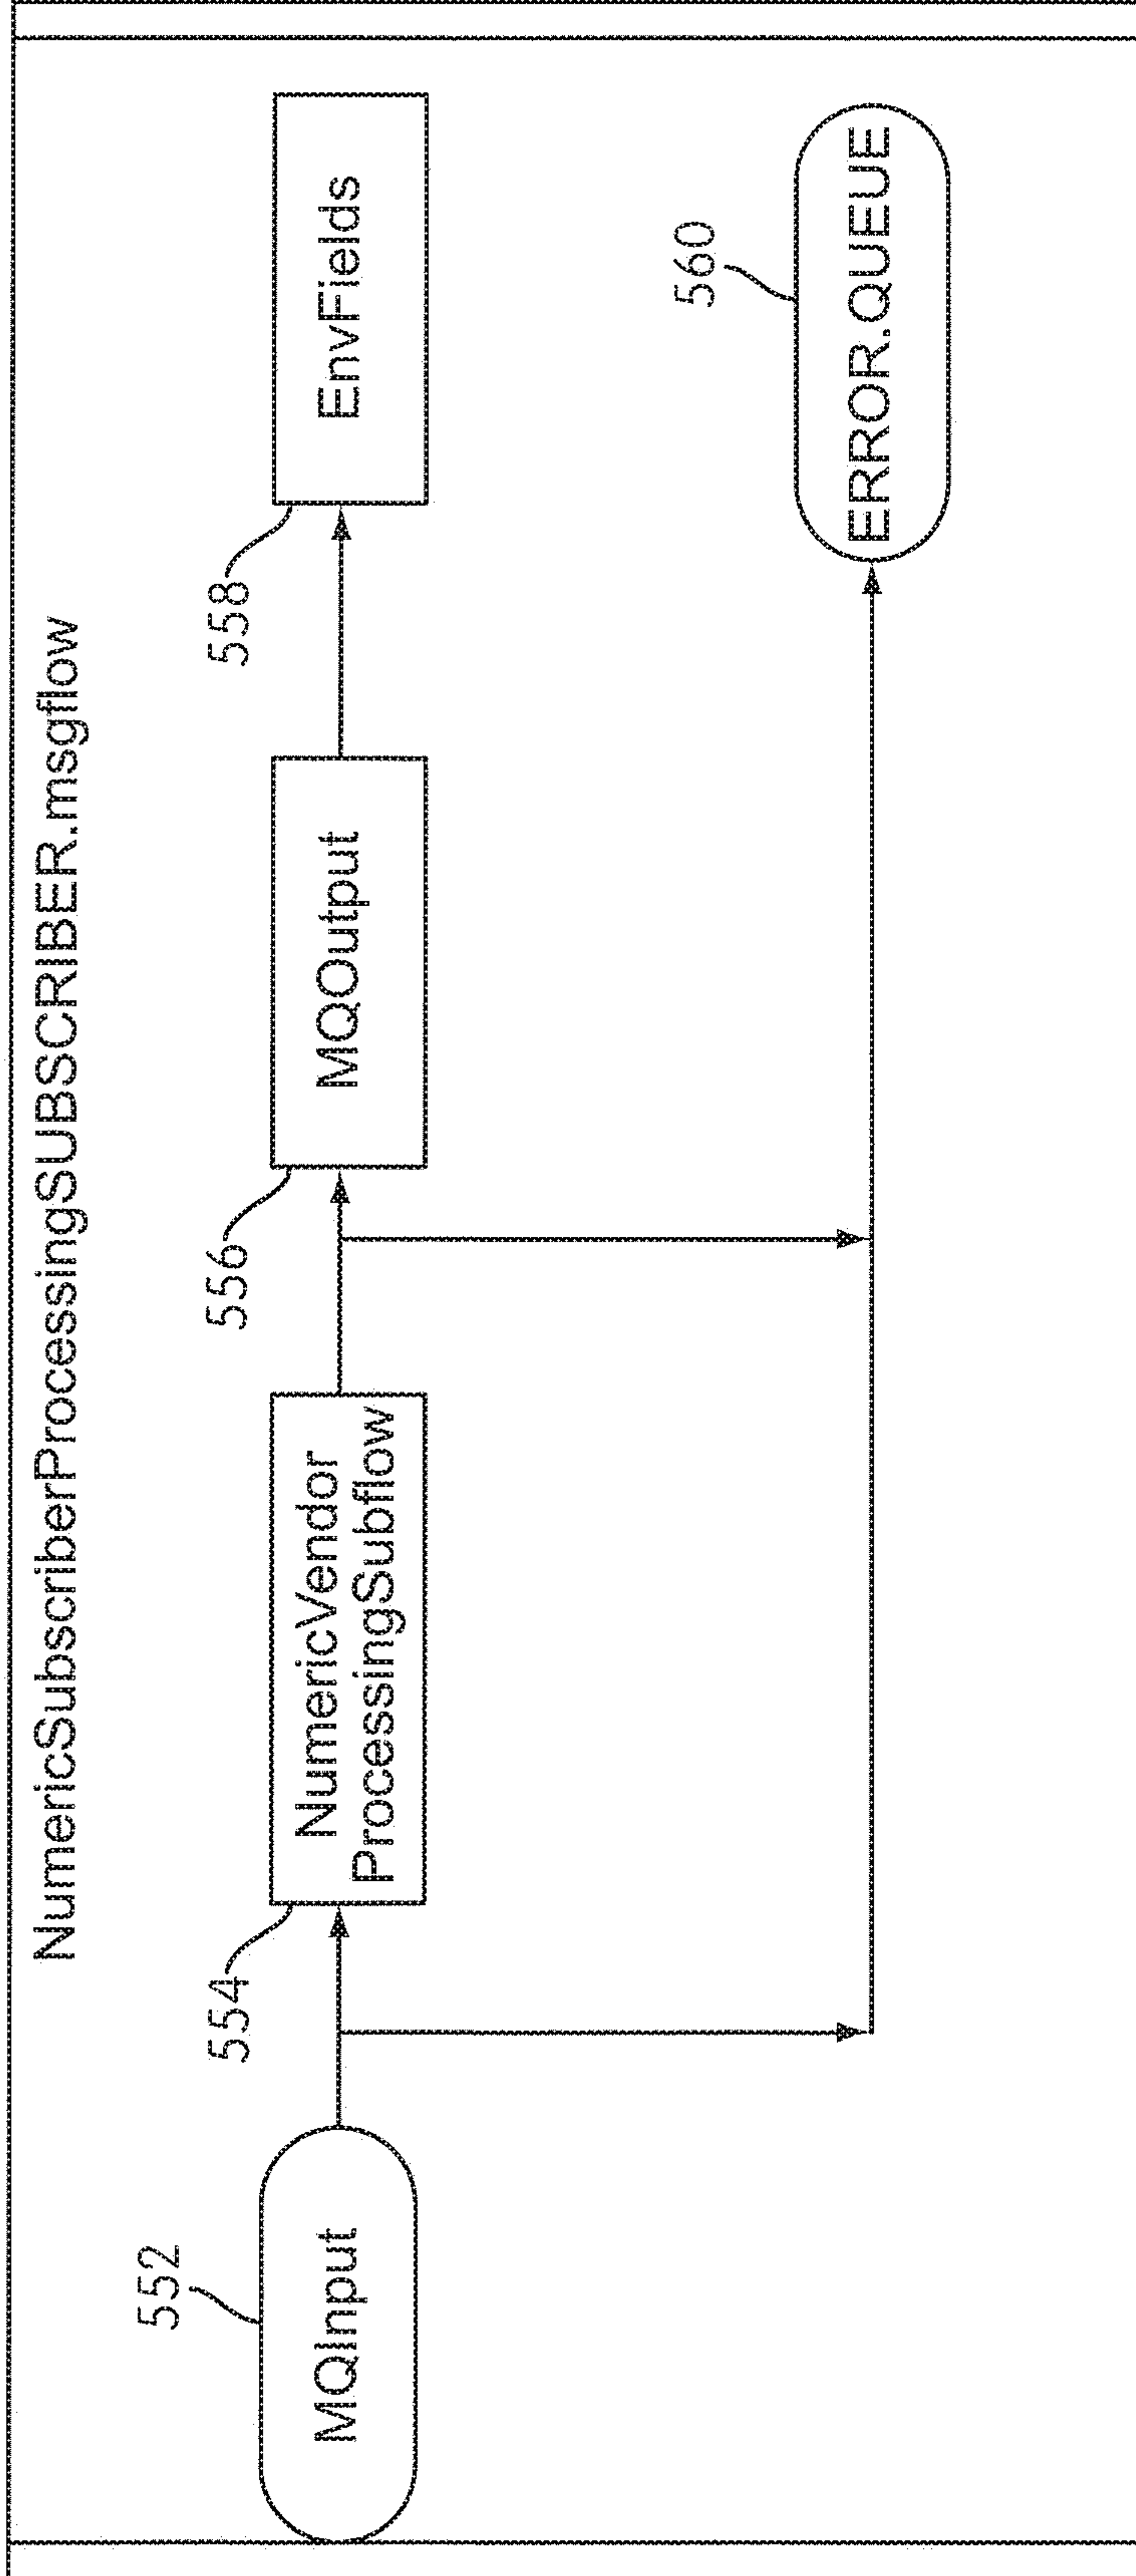 NumericSubscriberProcessingSUBSCRIBER.msgflow
552
MQInput
554
NumericVendor
ProcessingSubflow
556
MQOutput
558
EnvFields
560
ERROR.QUEUE